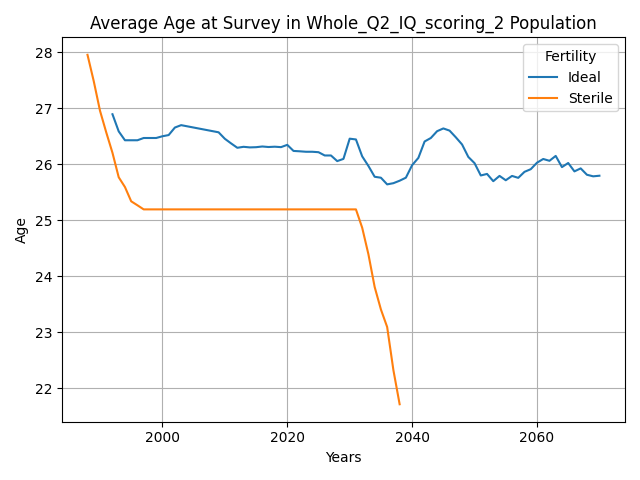 Average Age at Survey in Whole_Q2_IQ_scoring_2 Population
28
27
26
25
24
23
22
Age
Fertility
Ideal
Sterile
2000 2020 2040 2060
Years